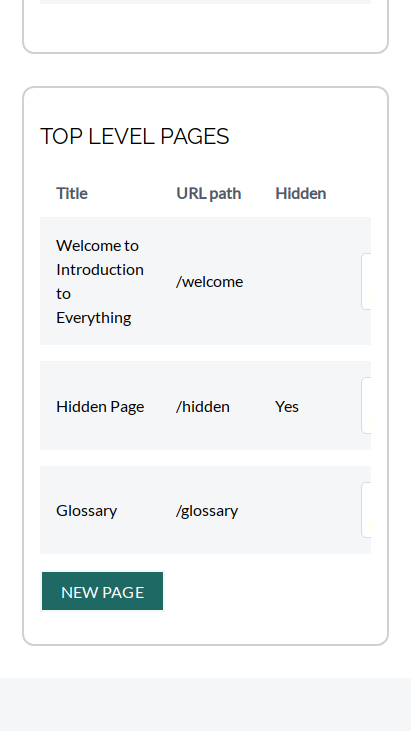 TOP LEVEL PAGES
Title URL path Hidden
Welcome to
Introduction
to
Everything
/welcome
Hidden Page /hidden Yes
Glossary /glossary
NEW PAGE